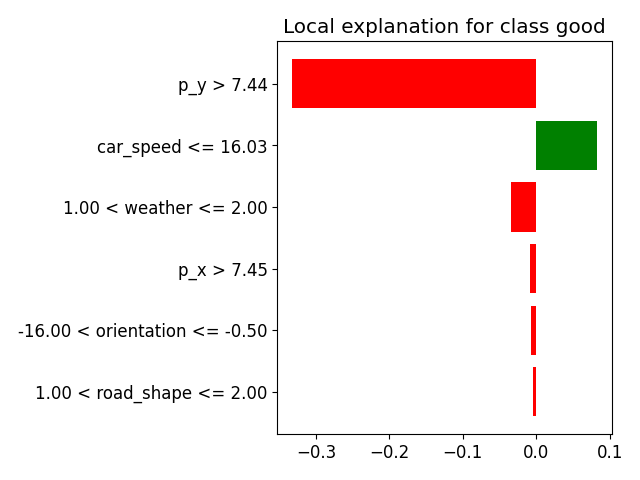 Local explanation for class good
p_y > 7.44
car_speed <= 16.03
1.00 < weather <= 2.00
p_x > 7.45
-16.00 < orientation <= -0.50
1.00 < road_shape <= 2.00
−0.3 −0.2 −0.1 0.0 0.1